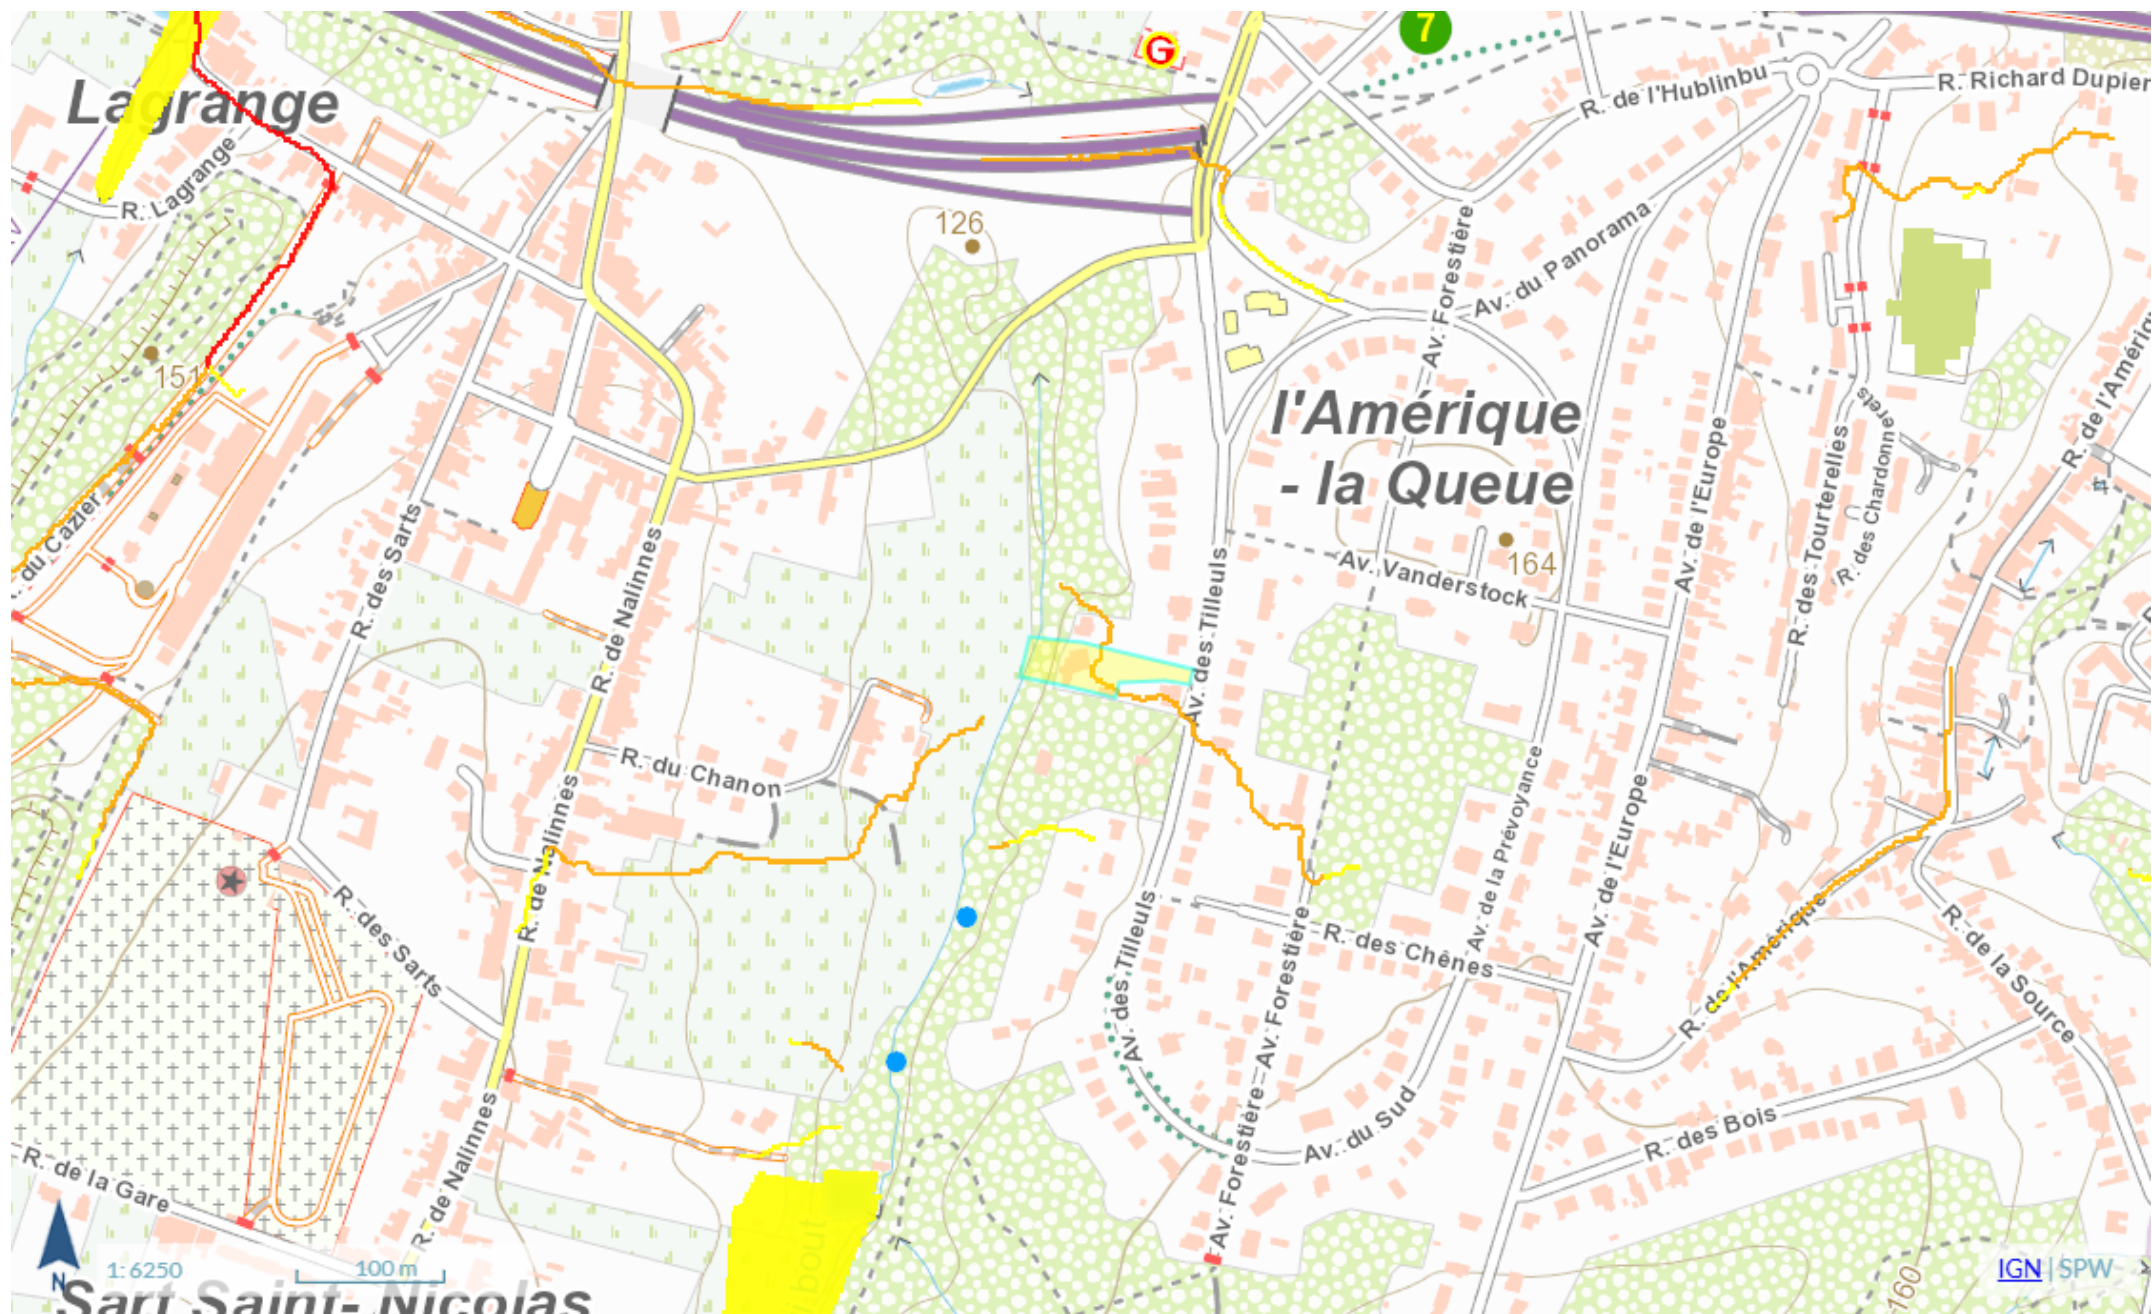 7
G
R. Richard Dupier
Lagrange
R. de l'Hublinbu
R. Lagrange
126
Av. Forestière
Av. du Panorama
151
R. de l'Amériq
l'Amérique
- la Queue
R. des Chardonnerets
R. des Tourterelles
Av. de l'Europe
164
Av. Vanderstock
. du Cazier
R. des Sarts
R. de Nalinnes
Av. des Tilleuls
R. du Chanon
Av. de la Prévoyance
Av. de l'Europe
R. de Nalinnes
R. des Sarts
R. des Chênes
R. de l'Amérique
R. de la Source
Av. des Tilleuls
Av. Forestière
Av. Forestière
Av. du Sud
R. des Bois
R. de la Gare
R. de Nalinnes
ibout
160
N
1: 6250
100 m
IGN | SPW
Sart Saint- Nicolas